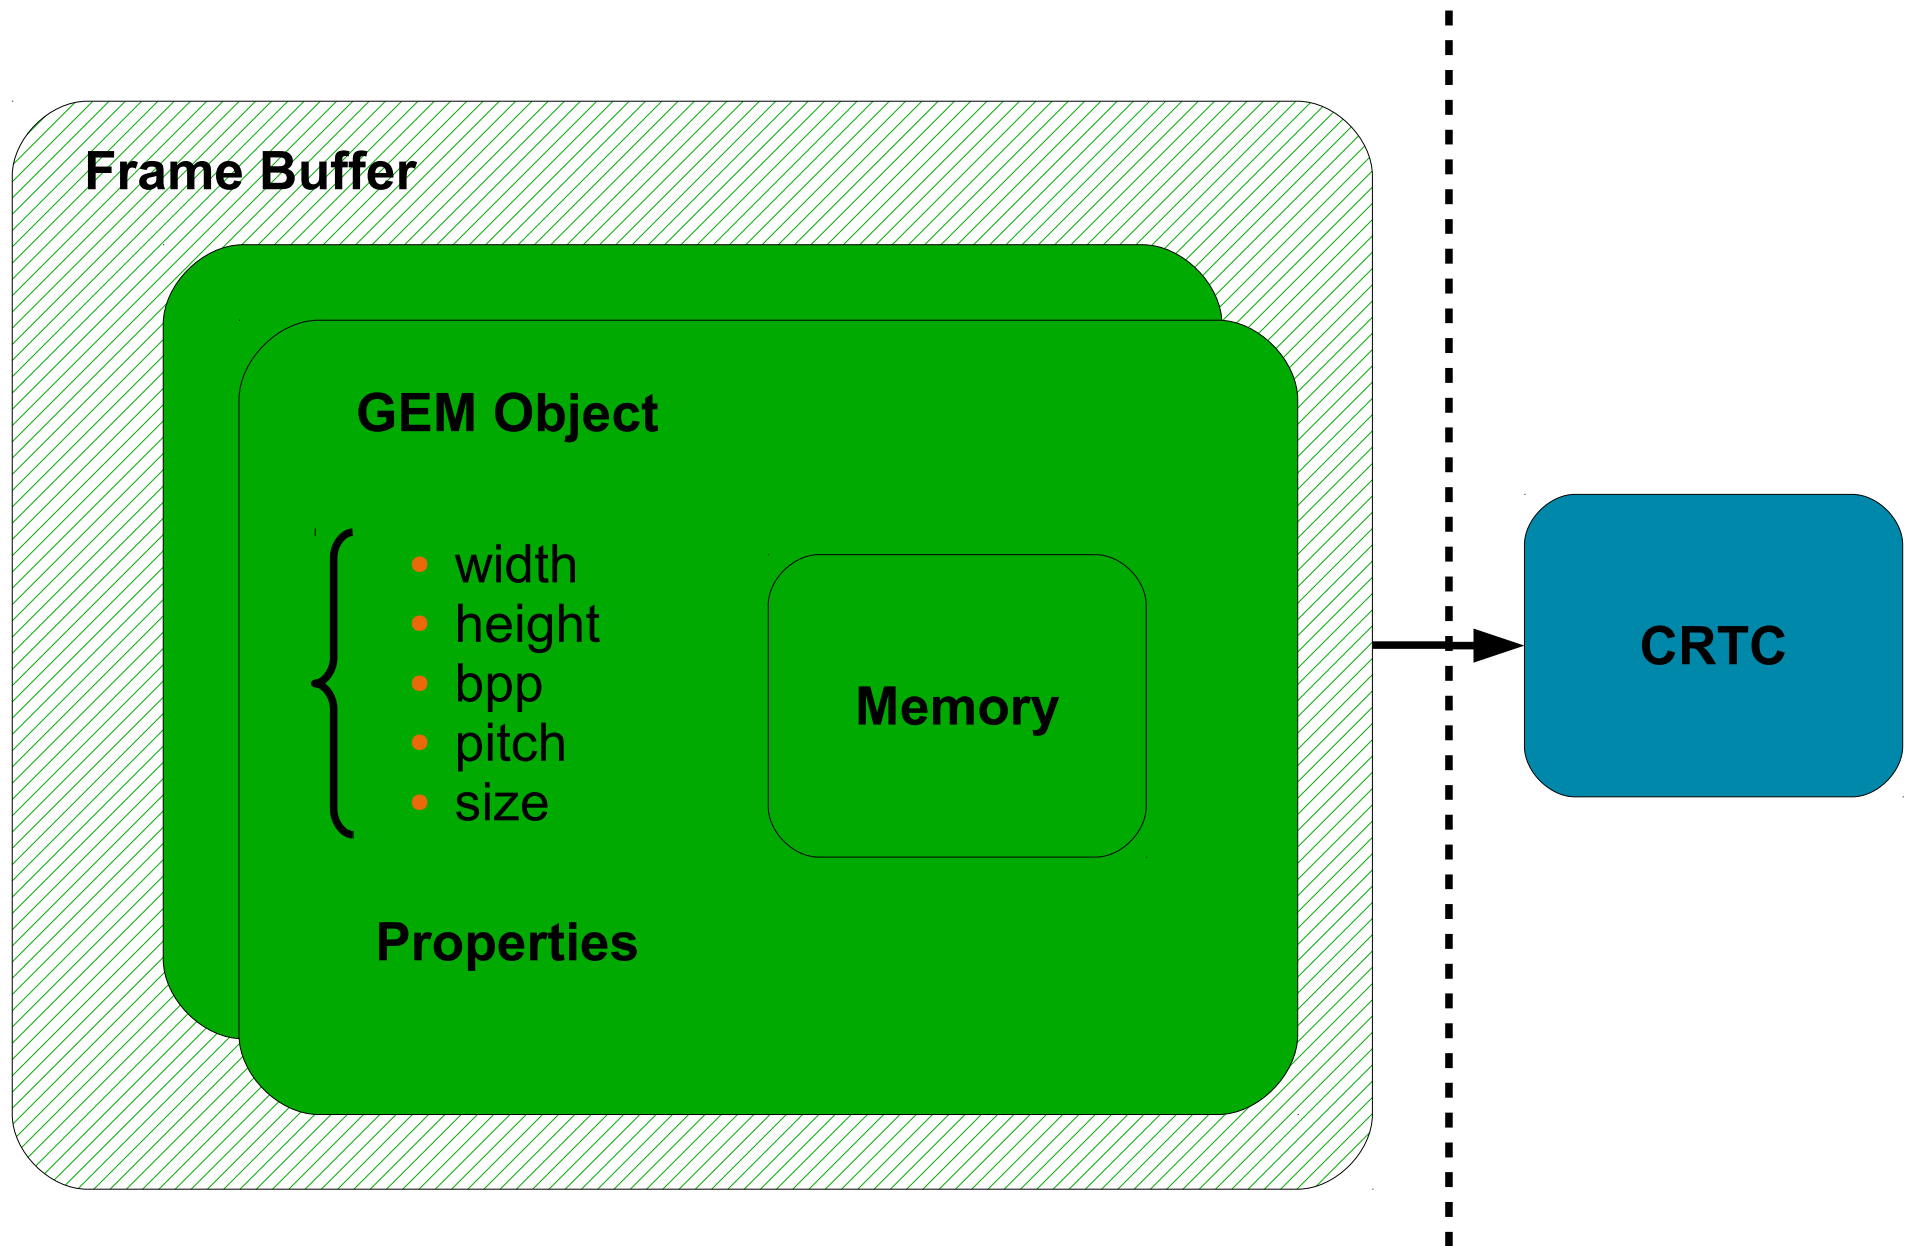 Frame Buffer
GEM Object
width
height
bpp
pitch
size
Memory
Properties
CRTC